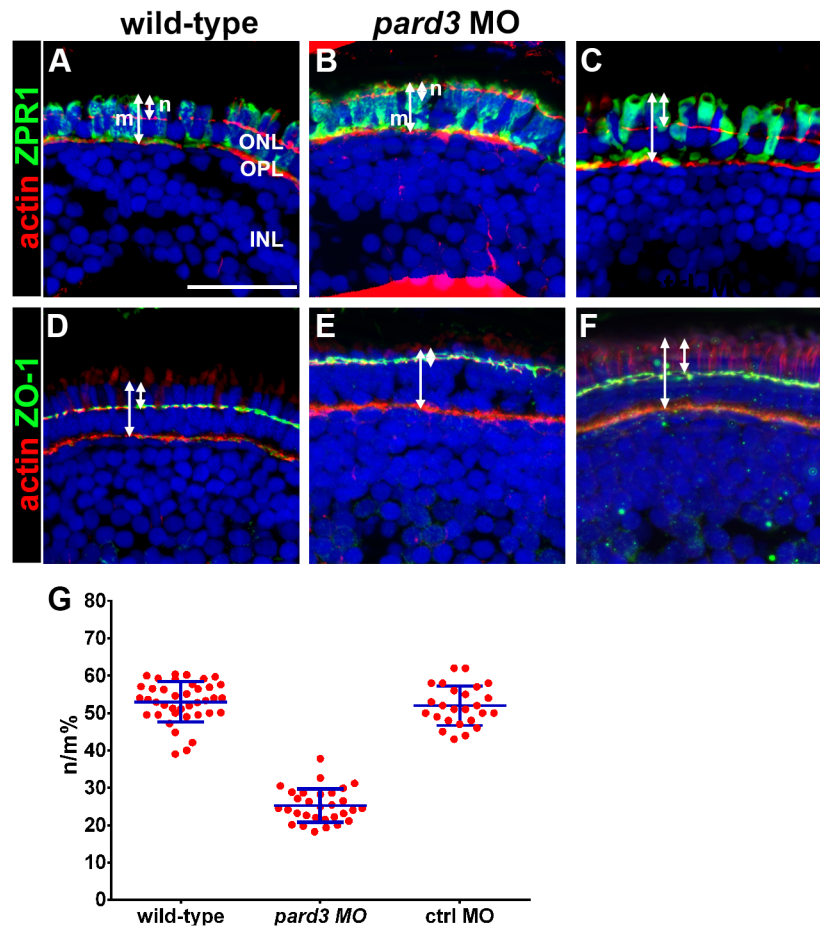 wild-type pard3 MO
actin ZPR1
A
n
m
ONL
OPL
INL
B
n
m
C
actin ZO-1
D
E
F
G
n/m%
80
70
60
50
40
30
20
10
0
wild-type pard3 MO ctrl MO